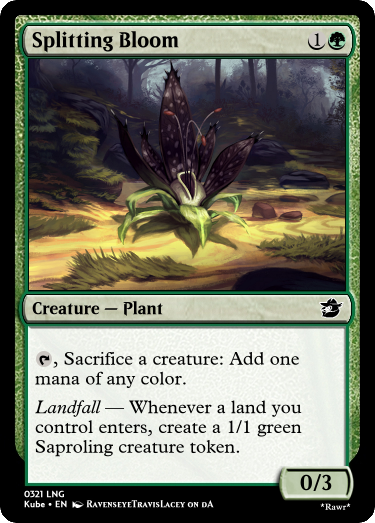 Splitting Bloom 1
Creature — Plant
, Sacrifice a creature: Add one
mana of any color.
Landfall — Whenever a land you
control enters, create a 1/1 green
Saproling creature token.
0/3
0321 LNG
Kube • EN RavenseyeTravisLacey on dA
*Rawr*